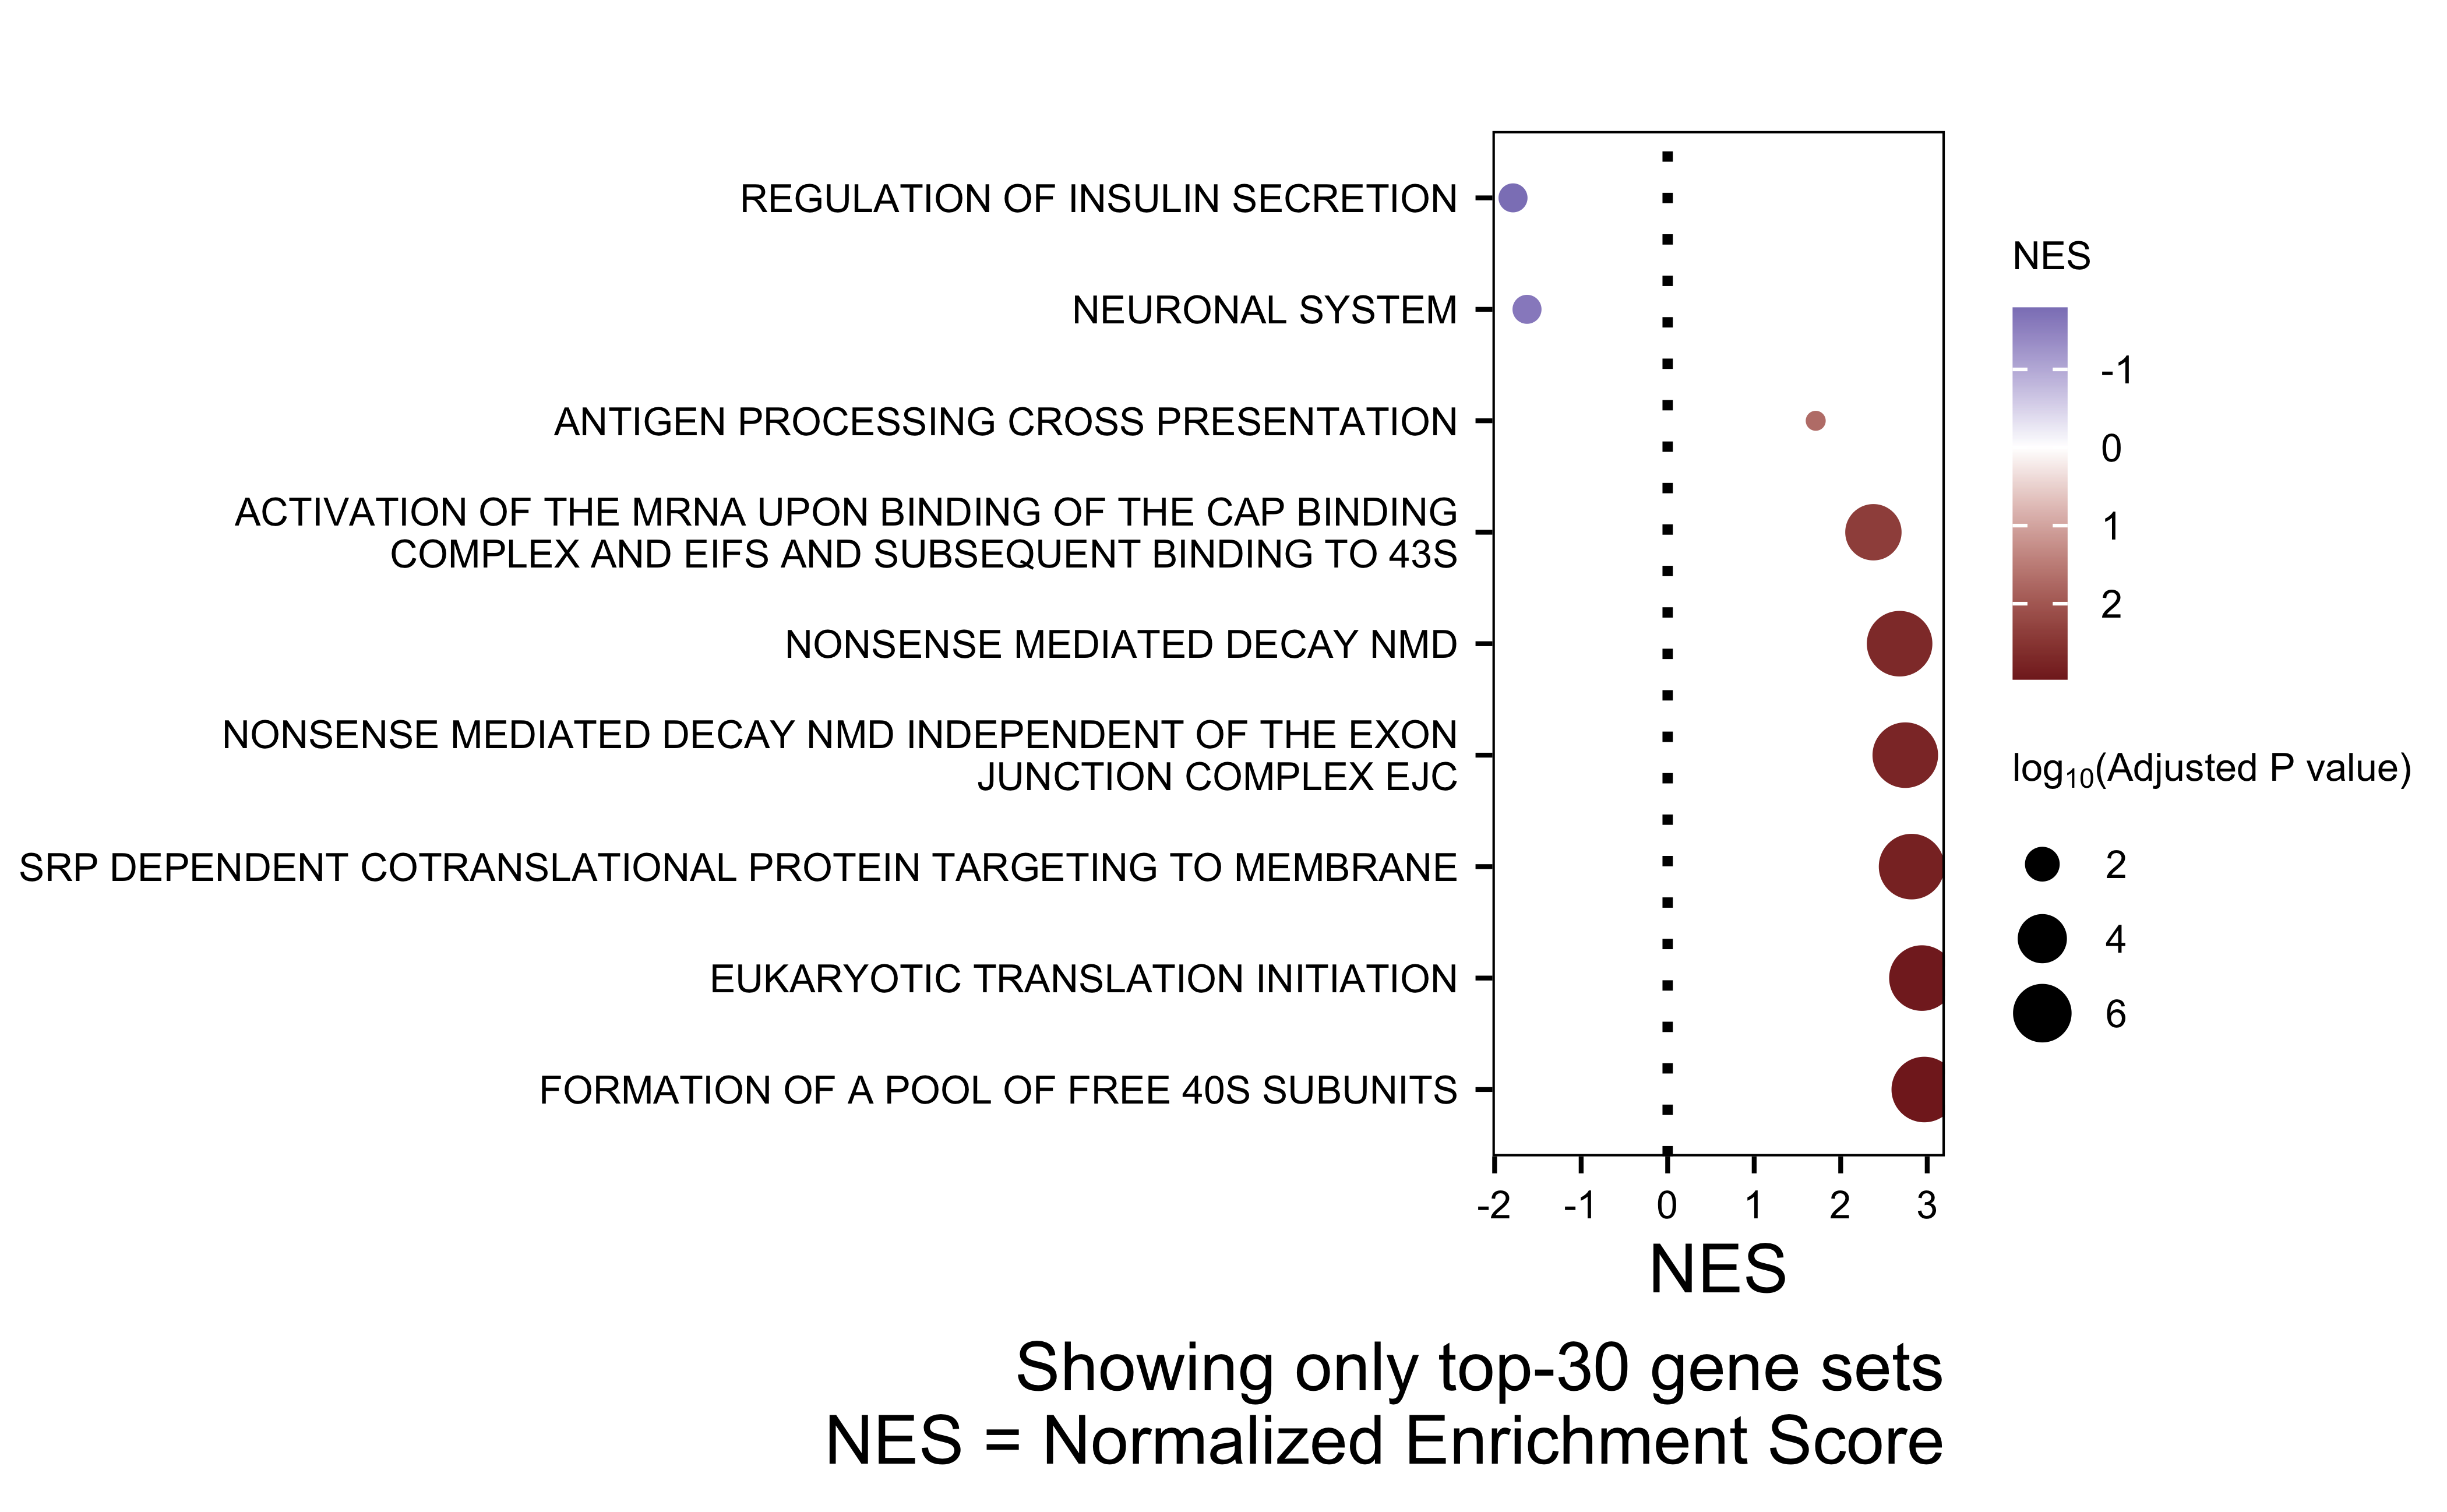 REGULATION OF INSULIN SECRETION
NEURONAL SYSTEM
ANTIGEN PROCESSING CROSS PRESENTATION
ACTIVATION OF THE MRNA UPON BINDING OF THE CAP BINDING
COMPLEX AND EIFS AND SUBSEQUENT BINDING TO 43S
NONSENSE MEDIATED DECAY NMD
NONSENSE MEDIATED DECAY NMD INDEPENDENT OF THE EXON
JUNCTION COMPLEX EJC
SRP DEPENDENT COTRANSLATIONAL PROTEIN TARGETING TO MEMBRANE
EUKARYOTIC TRANSLATION INITIATION
FORMATION OF A POOL OF FREE 40S SUBUNITS
-2 -1 0 1 2 3
NES
Showing only top-30 gene sets
NES = Normalized Enrichment Score
NES
-1
0
1
2
log10(Adjusted P value)
2
4
6